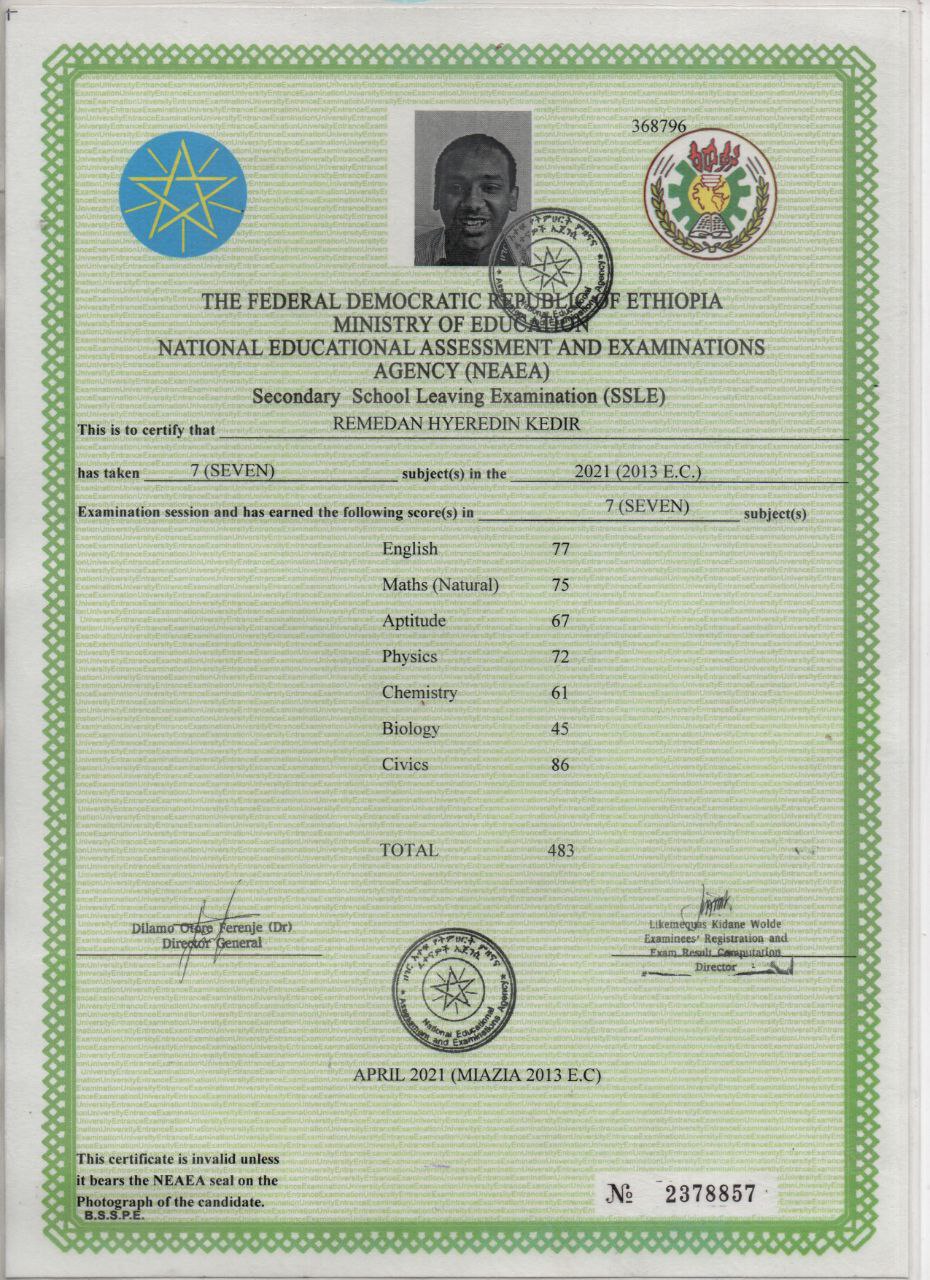 368796
THE FEDERAL DEMOCRATIC REPUBLIC OF ETHIOPIA
MINISTRY OF EDUCATION
NATIONAL EDUCATIONAL ASSESSMENT AND EXAMINATIONS
AGENCY (NEAEA)
Secondary School Leaving Examination (SSLE)
This is to certify that REMEDAN HYEREDIN KEDIR
has taken 7 (SEVEN) subject(s) in the 2021 (2013 E.C.)
Examination session and has earned the following score(s) in 7 (SEVEN) subject(s)
English 77
Maths (Natural) 75
Aptitude 67
Physics 72
Chemistry 61
Biology 45
Civics 86
TOTAL 483
Dilamo Otore Ferenje (Dr)
Director General
Likemequas Kidane Wolde
Examinees' Registration and
Exam Result Computation
Director
National Educational
Assessment and Examinations Agency
APRIL 2021 (MIAZIA 2013 E.C)
This certificate is invalid unless
it bears the NEAEA seal on the
Photograph of the candidate.
B.S.S.P.E.
№ 2378857